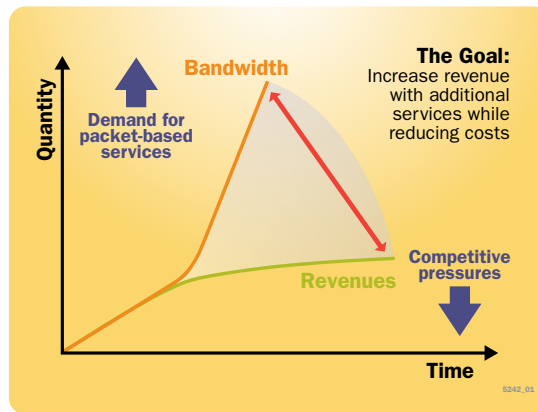 Bandwidth
The Goal:
Increase revenue
with additional
services while
reducing costs
Quantity
Demand for
packet-based
services
Competitive
pressures
Revenues
Time
5242_01